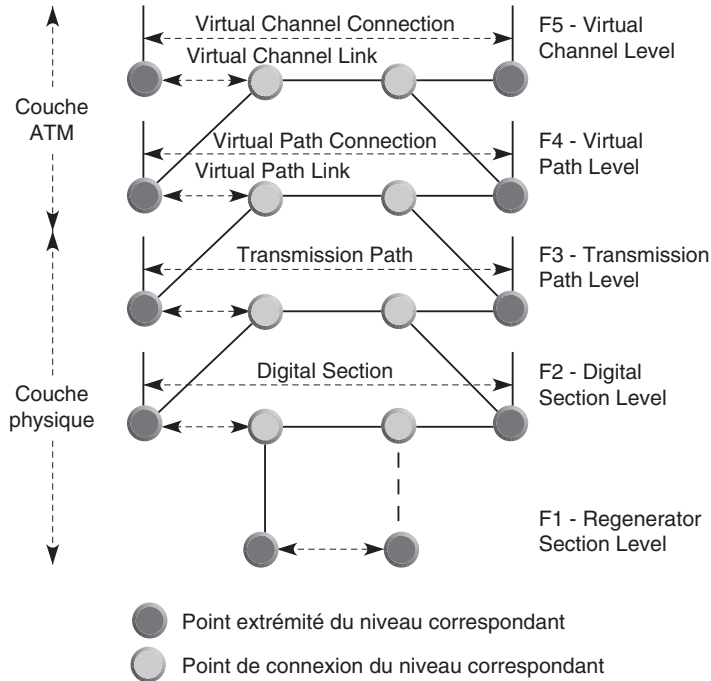 Virtual Channel Connection
F5 - Virtual
Channel Level
Virtual Channel Link
Couche
ATM
Virtual Path Connection
F4 - Virtual
Path Level
Virtual Path Link
Transmission Path
F3 - Transmission
Path Level
Digital Section
F2 - Digital
Section Level
Couche
physique
F1 - Regenerator
Section Level
Point extrémité du niveau correspondant
Point de connexion du niveau correspondant